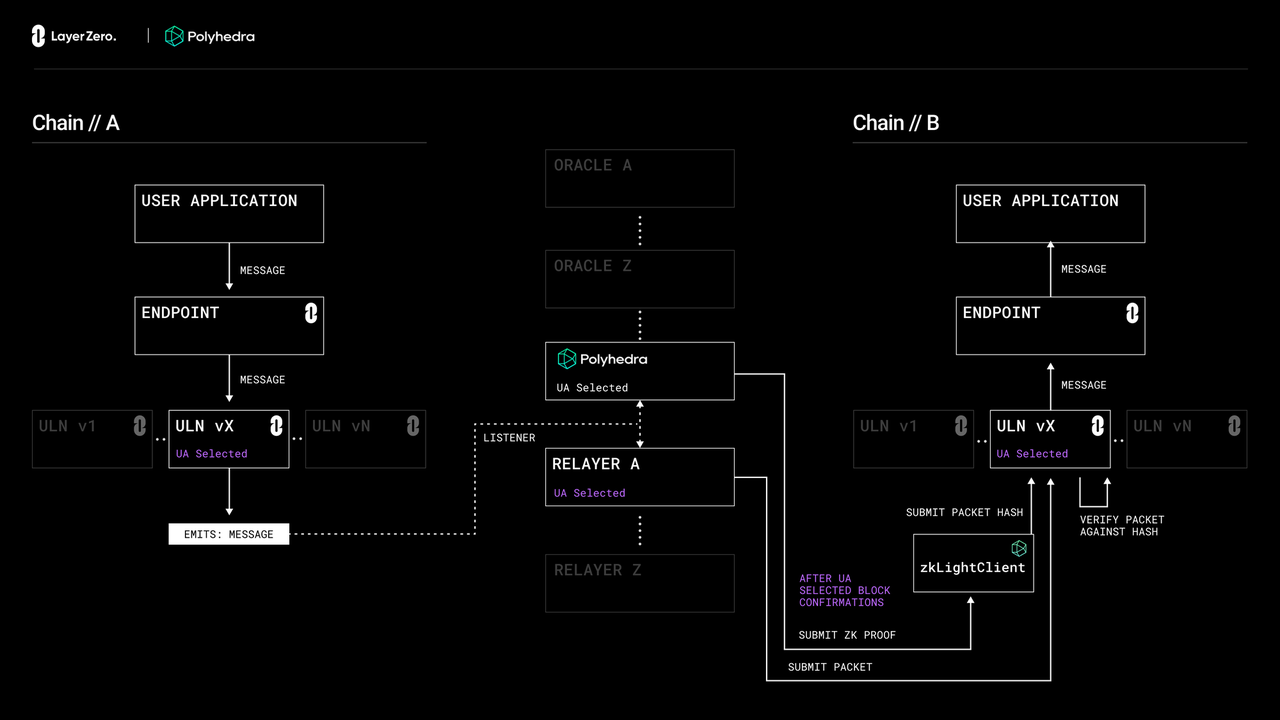 LayerZero.
Polyhedra
Chain // A
USER APPLICATION
MESSAGE
ENDPOINT
MESSAGE
ULN v1
ULN vX
UA Selected
ULN vN
EMITS: MESSAGE
LISTENER
ORACLE A
ORACLE Z
Polyhedra
UA Selected
RELAYER A
UA Selected
RELAYER Z
Chain // B
USER APPLICATION
MESSAGE
ENDPOINT
MESSAGE
ULN v1
ULN vX
UA Selected
ULN vN
SUBMIT PACKET HASH
VERIFY PACKET
AGAINST HASH
zkLightClient
AFTER UA
SELECTED BLOCK
CONFIRMATIONS
SUBMIT ZK PROOF
SUBMIT PACKET